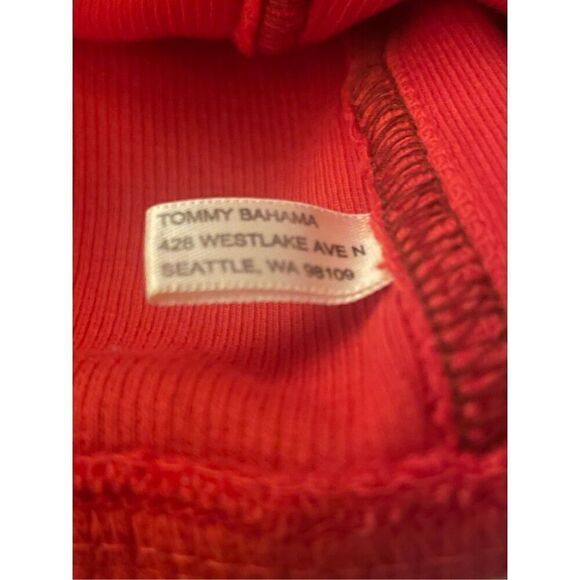 TOMMY BAHAMA
428 WESTLAKE AVE N
SEATTLE, WA 98109